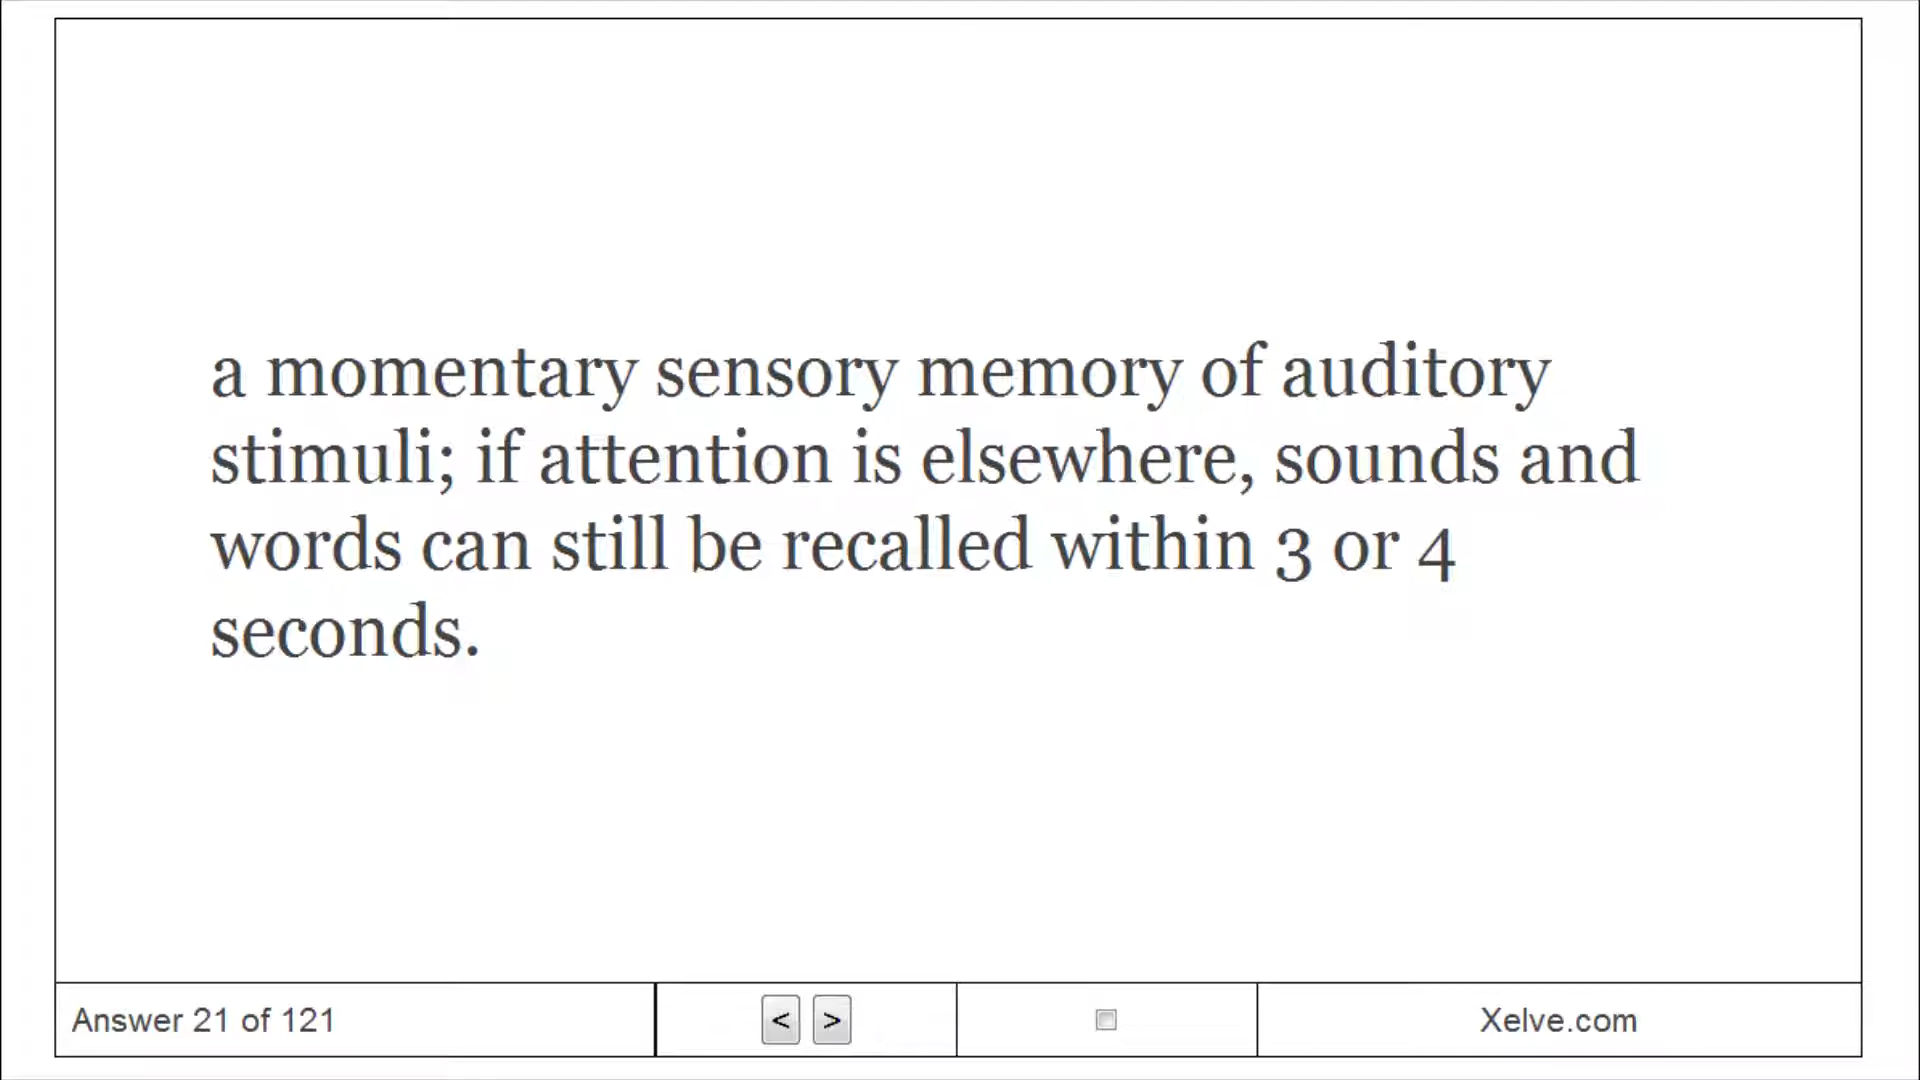 a momentary sensory memory of auditory
stimuli; if attention is elsewhere, sounds and
words can still be recalled within 3 or 4
seconds.
Answer 21 of 121
< >
Xelve.com